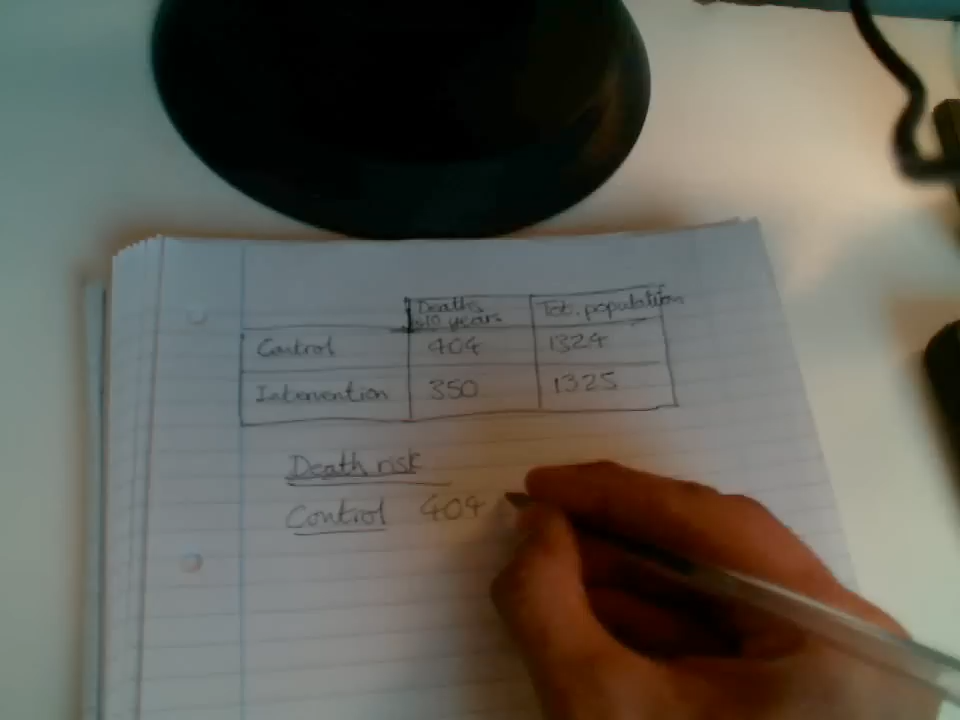 Deaths Tot. population
≤10 years
Control 404 1324
Intervention 350 1325
Death risk
Control 404